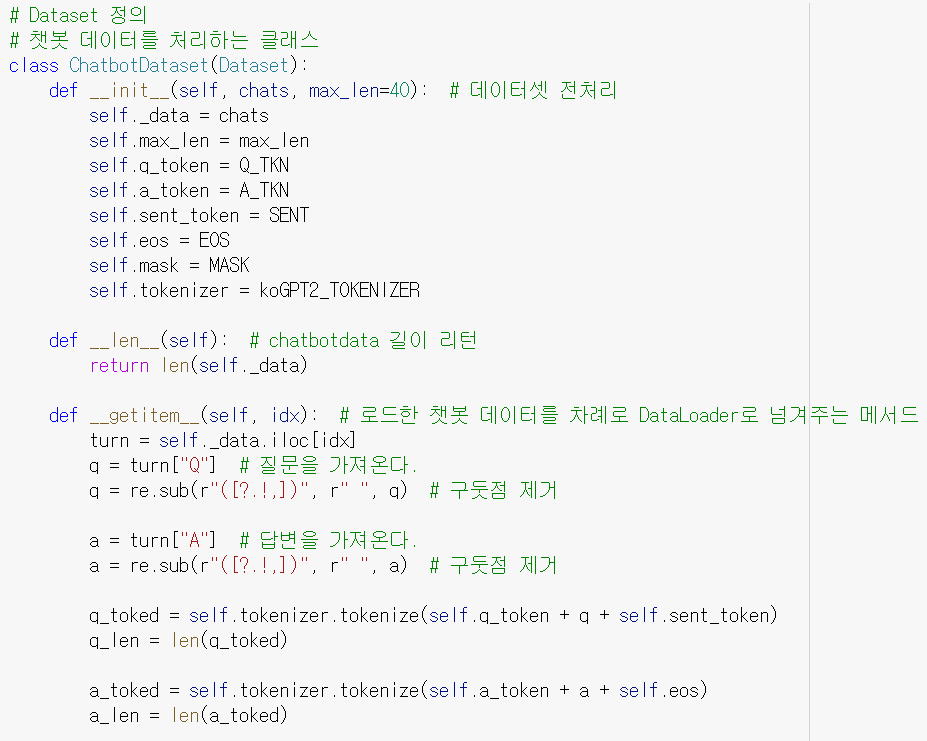 # Dataset 정의
# 챗봇 데이터를 처리하는 클래스
class ChatbotDataset(Dataset):
    def __init__(self, chats, max_len=40):  # 데이터셋 전처리
        self._data = chats
        self.max_len = max_len
        self.q_token = Q_TKN
        self.a_token = A_TKN
        self.sent_token = SENT
        self.eos = EOS
        self.mask = MASK
        self.tokenizer = koGPT2_TOKENIZER

    def __len__(self):  # chatbotdata 길이 리턴
        return len(self._data)

    def __getitem__(self, idx):  # 로드한 챗봇 데이터를 차례로 DataLoader로 넘겨주는 메서드
        turn = self._data.iloc[idx]
        q = turn["Q"]  # 질문을 가져온다.
        q = re.sub(r"([?.!,])", r" ", q)  # 구둣점 제거

        a = turn["A"]  # 답변을 가져온다.
        a = re.sub(r"([?.!,])", r" ", a)  # 구둣점 제거

        q_toked = self.tokenizer.tokenize(self.q_token + q + self.sent_token)
        q_len = len(q_toked)

        a_toked = self.tokenizer.tokenize(self.a_token + a + self.eos)
        a_len = len(a_toked)